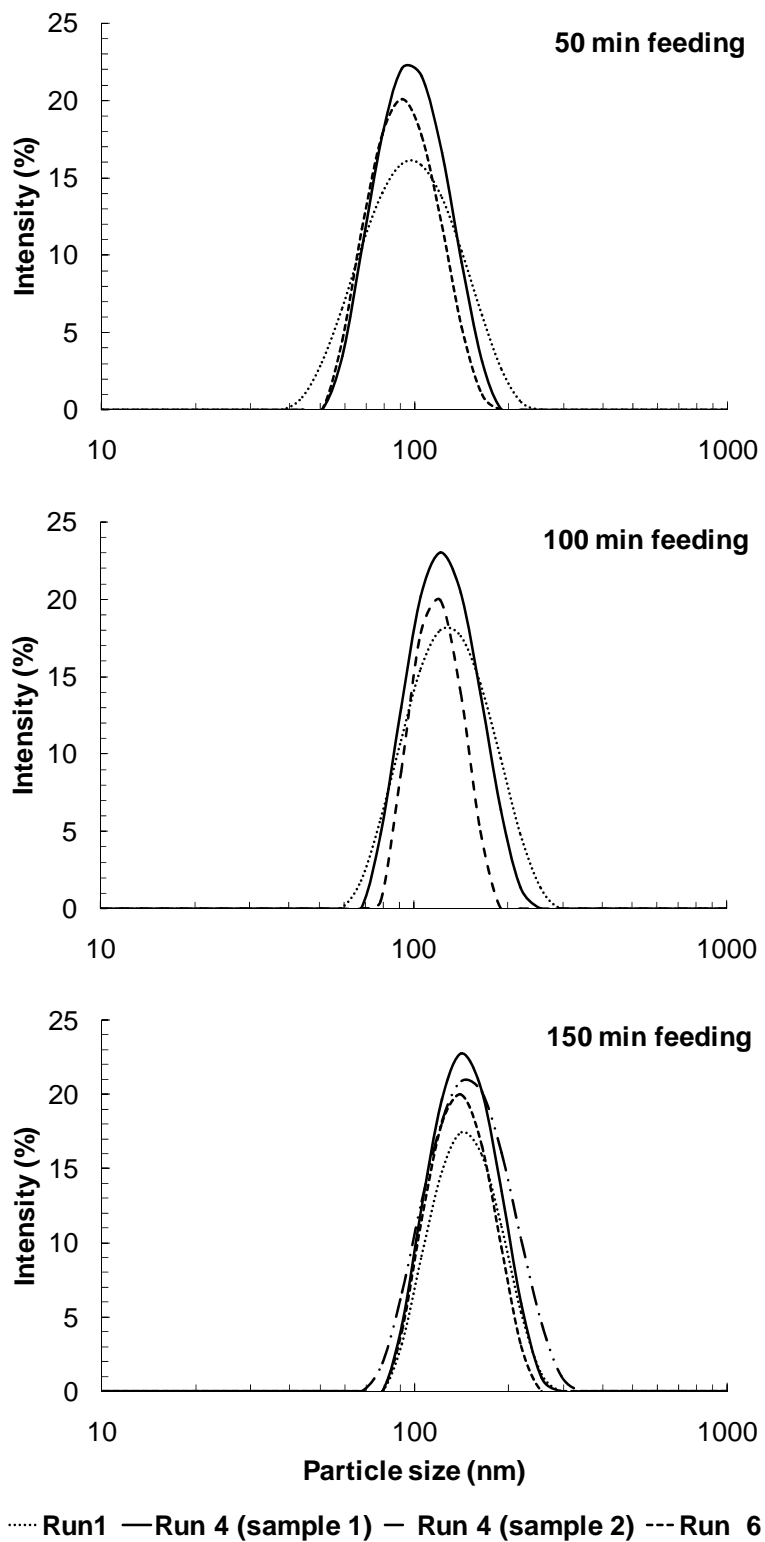 50 min feeding
25
20
15
10
5
0
Intensity (%)
10 100 1000
100 min feeding
25
20
15
10
5
0
Intensity (%)
10 100 1000
150 min feeding
25
20
15
10
5
0
Intensity (%)
10 100 1000
Particle size (nm)
Run1 Run 4 (sample 1) Run 4 (sample 2) Run 6